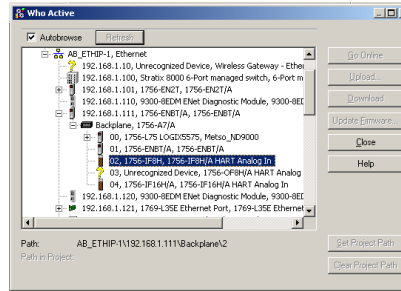 Who Active
Autobrowse
Refresh
AB_ETHIP-1, Ethernet
192.168.1.10, Unrecognized Device, Wireless Gateway - Ether
192.168.1.100, Stratix 8000 6-Port managed switch, 6-Port m
192.168.1.101, 1756-EN2T, 1756-EN2T/A
192.168.1.110, 9300-8EDM ENet Diagnostic Module, 9300-8ED
192.168.1.111, 1756-ENBT/A, 1756-ENBT/A
Backplane, 1756-A7/A
00, 1756-L75 LOGIX5575, Metso_ND9000
01, 1756-ENBT/A, 1756-ENBT/A
02, 1756-IF8H, 1756-IF8H/A HART Analog In
03, Unrecognized Device, 1756-OF8H/A HART Analog
04, 1756-IF16H/A, 1756-IF16H/A HART Analog In
192.168.1.120, 9300-8EDM ENet Diagnostic Module, 9300-8ED
192.168.1.121, 1769-L35E Ethernet Port, 1769-L35E Ethernet
Path: AB_ETHIP-1\192.168.1.111\Backplane\2
Path in Project:
Go Online
Upload...
Download
Update Firmware...
Close
Help
Set Project Path
Clear Project Path